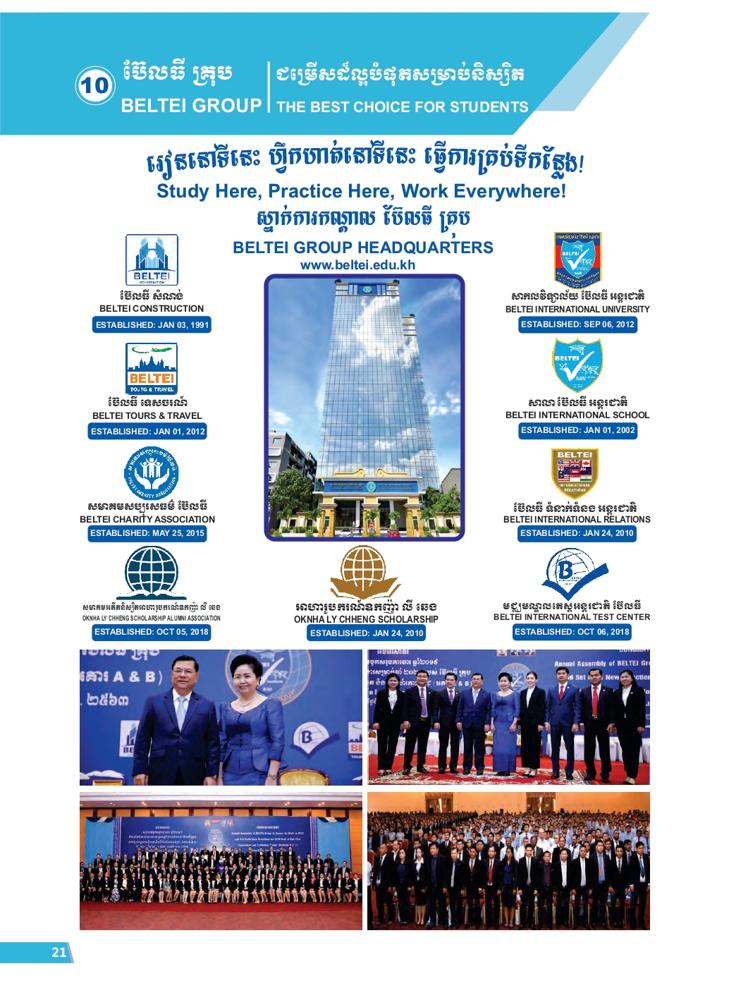 10
ប៊ែលធី គ្រុប
BELTEI GROUP
ជម្រើសដ៏ល្អបំផុតសម្រាប់និស្សិត
THE BEST CHOICE FOR STUDENTS
រៀននៅទីនេះ ហ្វឹកហាត់នៅទីនេះ ធ្វើការគ្រប់ទីកន្លែង!
Study Here, Practice Here, Work Everywhere!
ស្នាក់ការកណ្តាល ប៊ែលធី គ្រុប
BELTEI GROUP HEADQUARTERS
www.beltei.edu.kh
BELTEI
ប៊ែលធី សំណង់
BELTEI CONSTRUCTION
ESTABLISHED: JAN 03, 1991
BELTEI
TOURS & TRAVEL
ប៊ែលធី ទេសចរណ៍
BELTEI TOURS & TRAVEL
ESTABLISHED: JAN 01, 2012
សមាគមសប្បុរសធម៌ ប៊ែលធី
BELTEI CHARITY ASSOCIATION
ESTABLISHED: MAY 25, 2015
សមាគមអតីតនិស្សិតអាហារូបករណ៍ឧកញ៉ា លី ឆេង
OKNHA LY CHHENG SCHOLARSHIP ALUMNI ASSOCIATION
ESTABLISHED: OCT 05, 2018
អាហារូបករណ៍ឧកញ៉ា លី ឆេង
OKNHA LY CHHENG SCHOLARSHIP
ESTABLISHED: JAN 24, 2010
BELTEI
សាកលវិទ្យាល័យ ប៊ែលធី អន្តរជាតិ
BELTEI INTERNATIONAL UNIVERSITY
ESTABLISHED: SEP 06, 2012
BELTEI
សាលា ប៊ែលធី អន្តរជាតិ
BELTEI INTERNATIONAL SCHOOL
ESTABLISHED: JAN 01, 2002
BELTEI
ប៊ែលធី ទំនាក់ទំនង អន្តរជាតិ
BELTEI INTERNATIONAL RELATIONS
ESTABLISHED: JAN 24, 2010
B
មជ្ឈមណ្ឌលតេស្តអន្តរជាតិ ប៊ែលធី
BELTEI INTERNATIONAL TEST CENTER
ESTABLISHED: OCT 06, 2018
គារ A & B)
. ២៥៦៣
B
Annual Assembly of BELTEI Gr
21